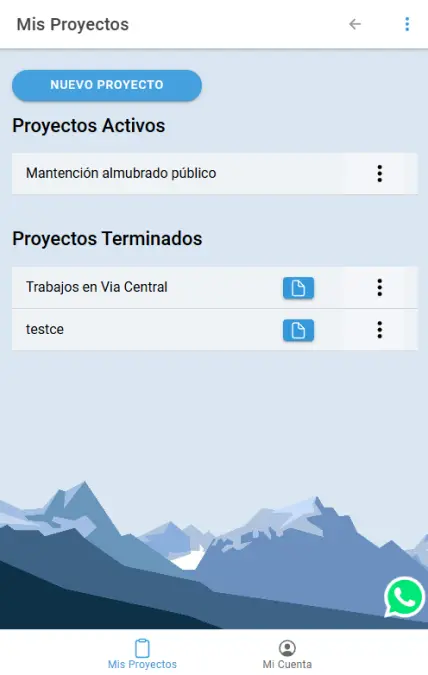 Mis Proyectos
NUEVO PROYECTO
Proyectos Activos
Mantención almubrado público
Proyectos Terminados
Trabajos en Via Central
testce
Mis Proyectos
Mi Cuenta